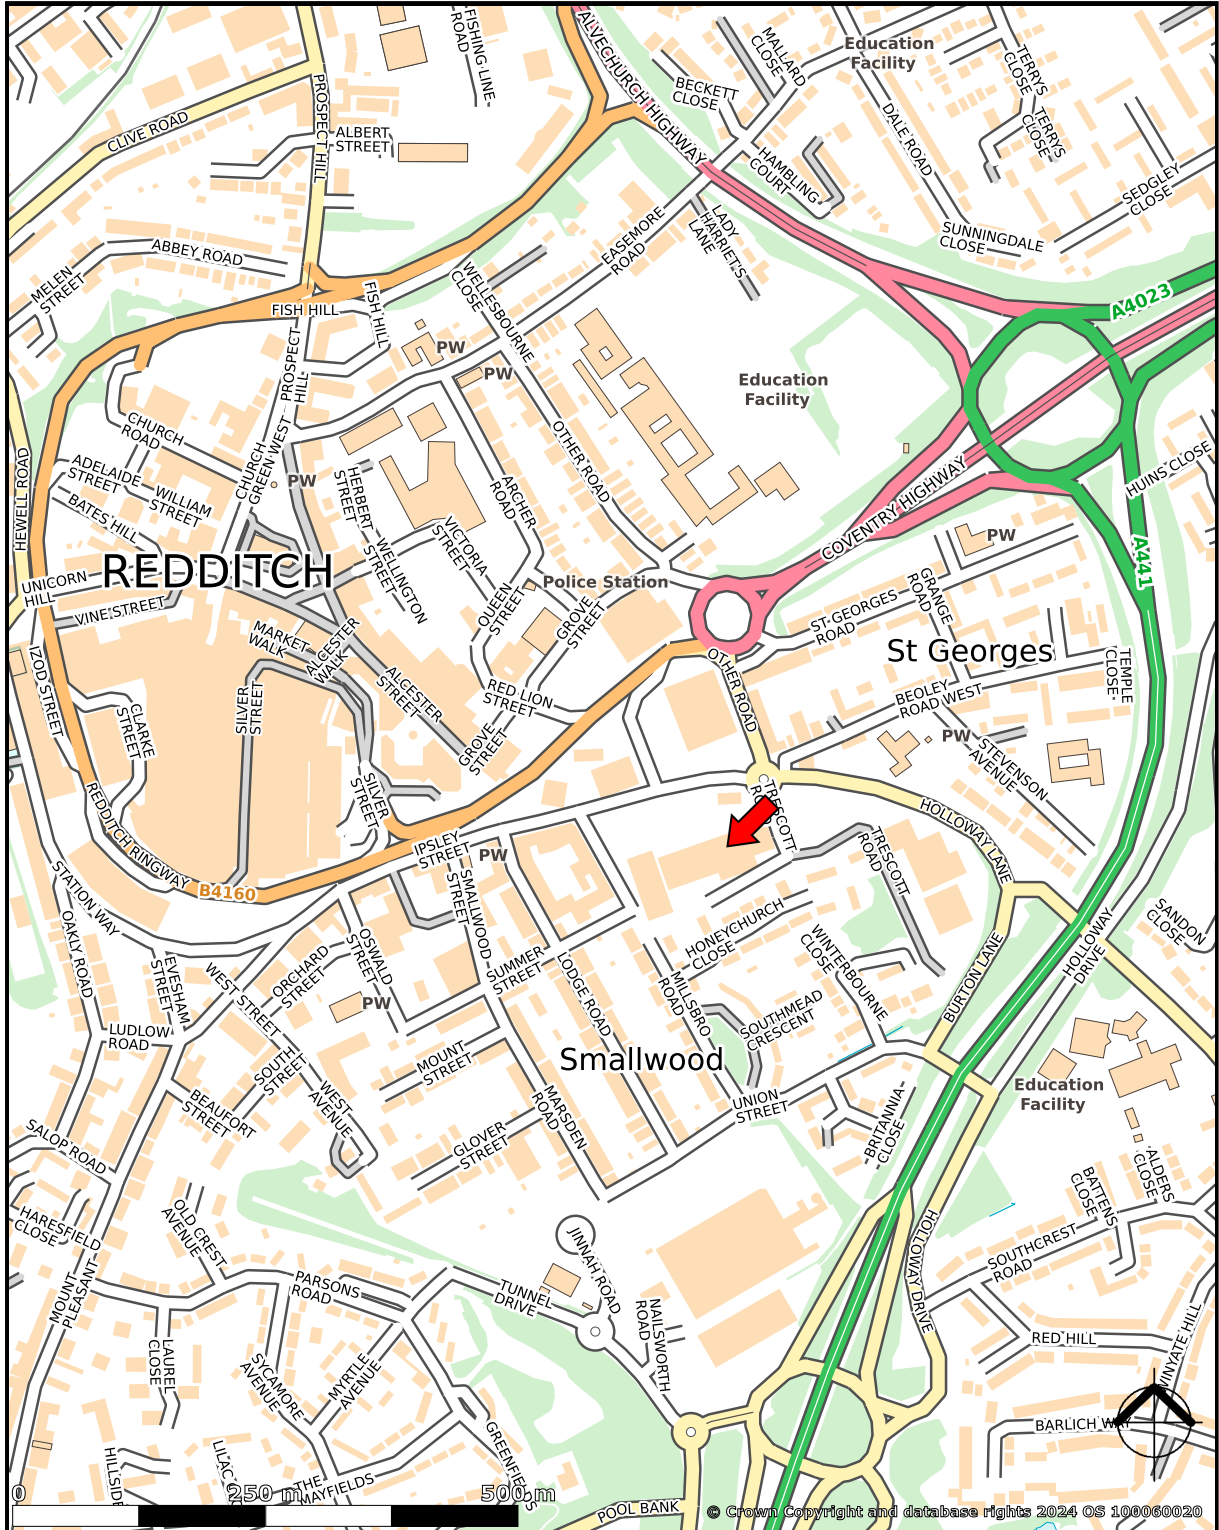 ALVECHURCH HIGHWAY
FISHING LINE
ROAD
MALLARD
CLOSE
Education
Facility
TERRYS
CLOSE
TERRYS
CLOSE
BECKETT
CLOSE
PROSPECT HILL
CLIVE ROAD
ALBERT
STREET
DALE ROAD
HAMBLING
COURT
SEDGLEY
CLOSE
EASEMORE
ROAD
LADY
HARRIET'S
LANE
SUNNINGDALE
CLOSE
ABBEY ROAD
MELEN
STREET
WELLESBOURNE
CLOSE
FISH HILL
FISH HILL
A4023
PW
PW
PROSPECT
HILL
Education
Facility
CHURCH
ROAD
CHURCH
GREEN WEST
OTHER ROAD
HEWELL ROAD
ADELAIDE
STREET
WILLIAM
STREET
PW
HERBERT
STREET
ARCHER
ROAD
HUINS CLOSE
BATES HILL
VICTORIA
STREET
COVENTRY HIGHWAY
PW
REDDITCH
UNICORN
HILL
WELLINGTON
STREET
Police Station
A441
VINE STREET
QUEEN
STREET
GROVE
STREET
GRANGE
ROAD
ST GEORGES
ROAD
MARKET
WALK
ALCESTER
WALK
St Georges
IZOD STREET
SILVER
STREET
ALCESTER
STREET
RED LION
STREET
OTHER ROAD
BEOLEY
ROAD WEST
TEMPLE
CLOSE
CLARKE
STREET
GROVE
STREET
PW
STEVENSON
AVENUE
REDDITCH RINGWAY
SILVER
STREET
TRESCOTT
ROAD
HOLLOWAY LANE
IPSLEY
STREET
PW
TRESCOTT
ROAD
B4160
STATION WAY
SMALLWOOD
STREET
OAKLY ROAD
HONEYCHURCH
CLOSE
SANDON
CLOSE
OSWALD
STREET
SUMMER
STREET
WINTERBOURNE
CLOSE
HOLLOWAY
DRIVE
EVESHAM
STREET
ORCHARD
STREET
WEST STREET
LODGE ROAD
MILLSBRO
ROAD
BURTON LANE
PW
SOUTHMEAD
CRESCENT
LUDLOW
ROAD
MOUNT
STREET
Smallwood
SOUTH
STREET
Education
Facility
BEAUFORT
STREET
WEST
AVENUE
MARSDEN
ROAD
UNION
STREET
BRITANNIA
CLOSE
SALOP ROAD
GLOVER
STREET
ALDERS
CLOSE
BATTENS
CLOSE
HARESFIELD
CLOSE
OLD CREST
AVENUE
JINNAH ROAD
HOLLOWAY DRIVE
SOUTHCREST
ROAD
MOUNT
PLEASANT
PARSONS
ROAD
TUNNEL
DRIVE
NAILSWORTH
ROAD
RED HILL
WINYATE HILL
LAUREL
CLOSE
SYCAMORE
AVENUE
MYRTLE
AVENUE
BARLICH WAY
GREENFIELDS
HILLSIDE
LILAC
THE
MAYFIELDS
POOL BANK
0 250 m 500 m
© Crown Copyright and database rights 2024 OS 100060020